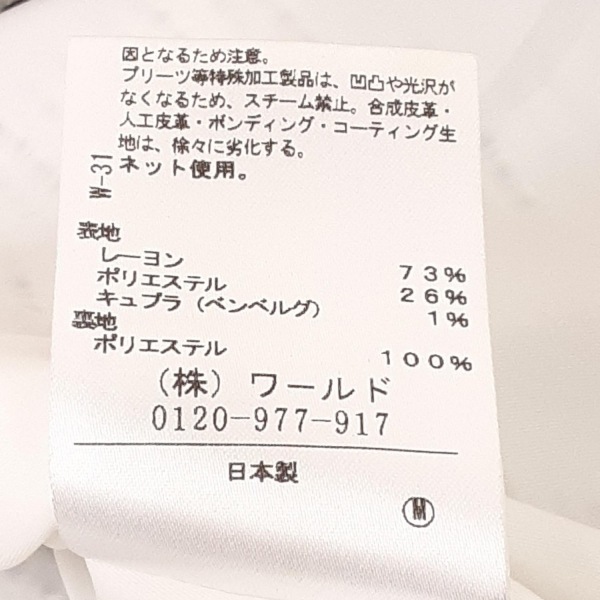 因となるため注意。
プリーツ等特殊加工製品は、凹凸や光沢が
なくなるため、スチーム禁止。合成皮革・
人工皮革・ボンディング・コーティング生
地は、徐々に劣化する。
ネット使用。
W-31
表地
レーヨン 73%
ポリエステル 26%
キュプラ（ベンベルグ） 1%
裏地
ポリエステル 100%
（株）ワールド
0120-977-917
日本製
M